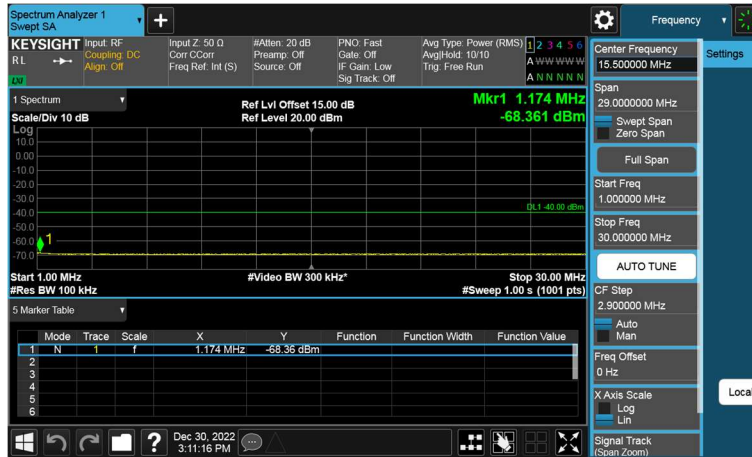 Spectrum Analyzer 1
Swept SA
Frequency
KEYSIGHT
RL
LXI
Input: RF
Coupling: DC
Align: Off
Input Z: 50 Ω
Corr CCorr
Freq Ref: Int (S)
#Atten: 20 dB
Preamp: Off
Source: Off
PNO: Fast
Gate: Off
IF Gain: Low
Sig Track: Off
Avg Type: Power (RMS)
Avg|Hold: 10/10
Trig: Free Run
1 2 3 4 5 6
A W W W W W
A N N N N N
1 Spectrum
Scale/Div 10 dB
Ref Lvl Offset 15.00 dB
Ref Level 20.00 dBm
Mkr1 1.174 MHz
-68.361 dBm
Log
10.0
0.00
-10.0
-20.0
-30.0
-40.0
-50.0
-60.0
-70.0
DL1 -40.00 dBm
1
Start 1.00 MHz
#Res BW 100 kHz
#Video BW 300 kHz*
Stop 30.00 MHz
#Sweep 1.00 s (1001 pts)
5 Marker Table
Mode Trace Scale X Y Function Function Width Function Value
1 N 1 f 1.174 MHz -68.36 dBm
2
3
4
5
6
Dec 30, 2022
3:11:16 PM
Center Frequency
15.500000 MHz
Settings
Span
29.0000000 MHz
Swept Span
Zero Span
Full Span
Start Freq
1.000000 MHz
Stop Freq
30.000000 MHz
AUTO TUNE
CF Step
2.900000 MHz
Auto
Man
Freq Offset
0 Hz
X Axis Scale
Log
Lin
Local
Signal Track
(Span Zoom)